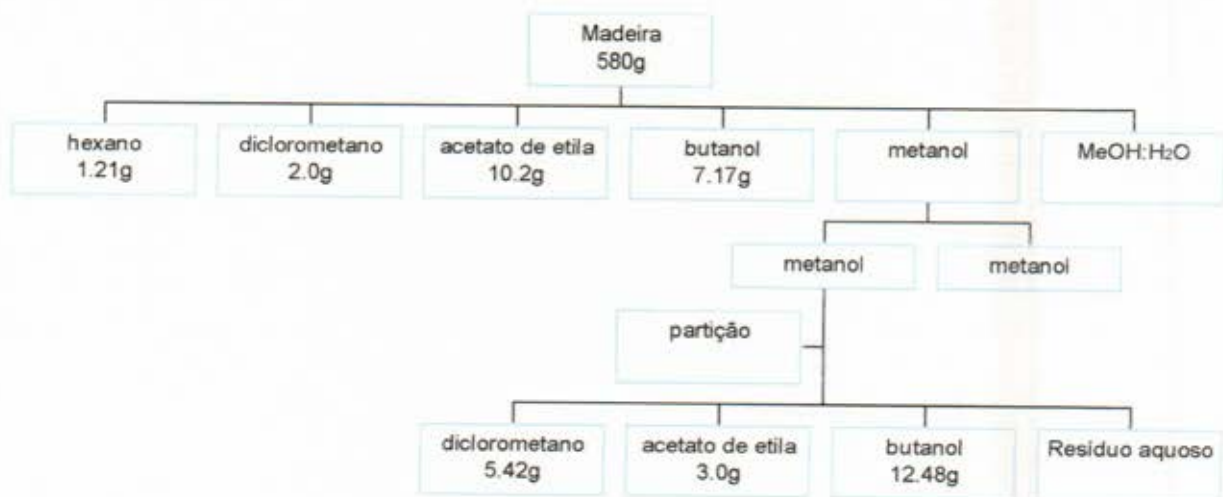 Madeira
580g
hexano
1.21g
diclorometano
2.0g
acetato de etila
10.2g
butanol
7.17g
metanol
MeOH:H₂O
metanol
metanol
partição
diclorometano
5.42g
acetato de etila
3.0g
butanol
12.48g
Resíduo aquoso